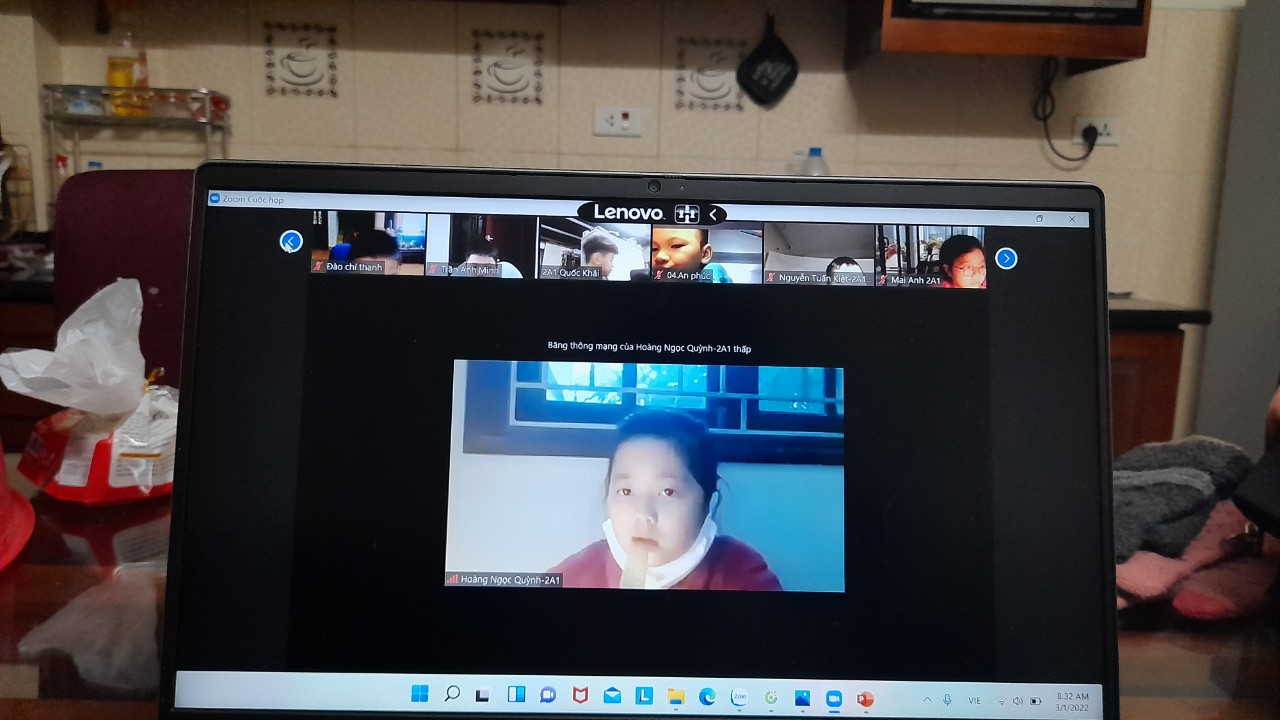 Zoom Cuộc họp
Lenovo
Đào chí thanh
Trần Anh Minh
2A1 Quốc Khải
04.An phúc
Nguyễn Tuấn Kiệt-2A1
Mai Anh 2A1
Băng thông mạng của Hoàng Ngọc Quỳnh-2A1 thấp
Hoàng Ngọc Quỳnh-2A1
Zalo
VIE
8:32 AM
3/1/2022